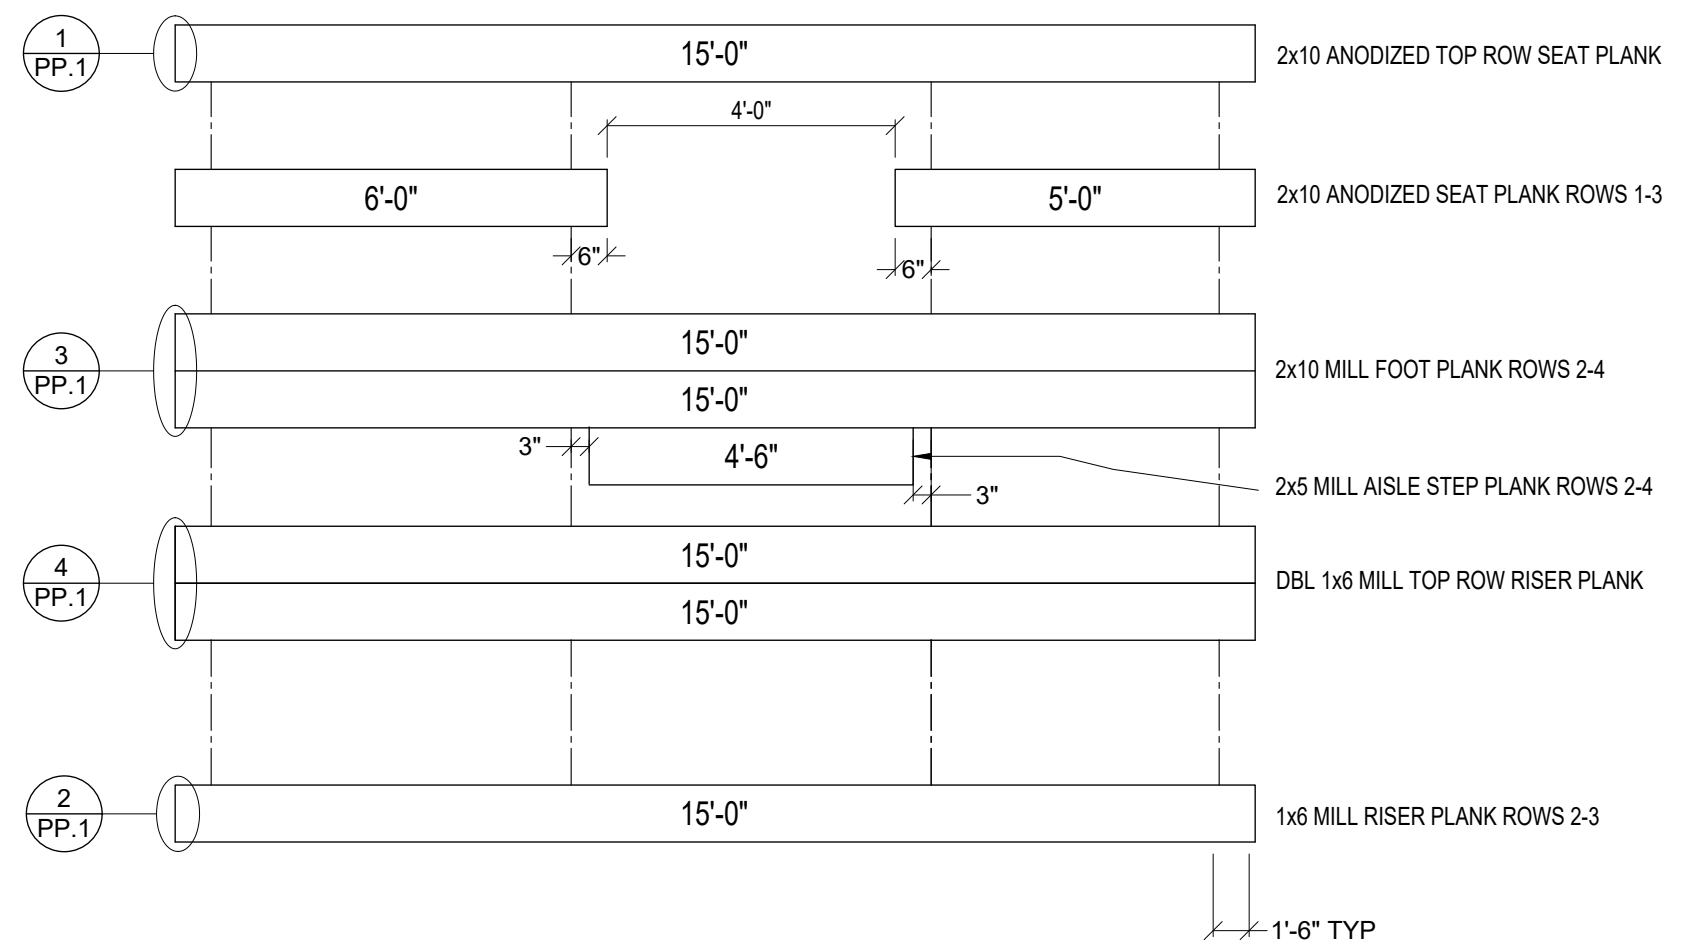 1
PP.1
15'-0"
2x10 ANODIZED TOP ROW SEAT PLANK
4'-0"
6'-0"
5'-0"
2x10 ANODIZED SEAT PLANK ROWS 1-3
6"
6"
3
PP.1
15'-0"
15'-0"
2x10 MILL FOOT PLANK ROWS 2-4
3"
4'-6"
3"
2x5 MILL AISLE STEP PLANK ROWS 2-4
4
PP.1
15'-0"
15'-0"
DBL 1x6 MILL TOP ROW RISER PLANK
2
PP.1
15'-0"
1x6 MILL RISER PLANK ROWS 2-3
1'-6" TYP